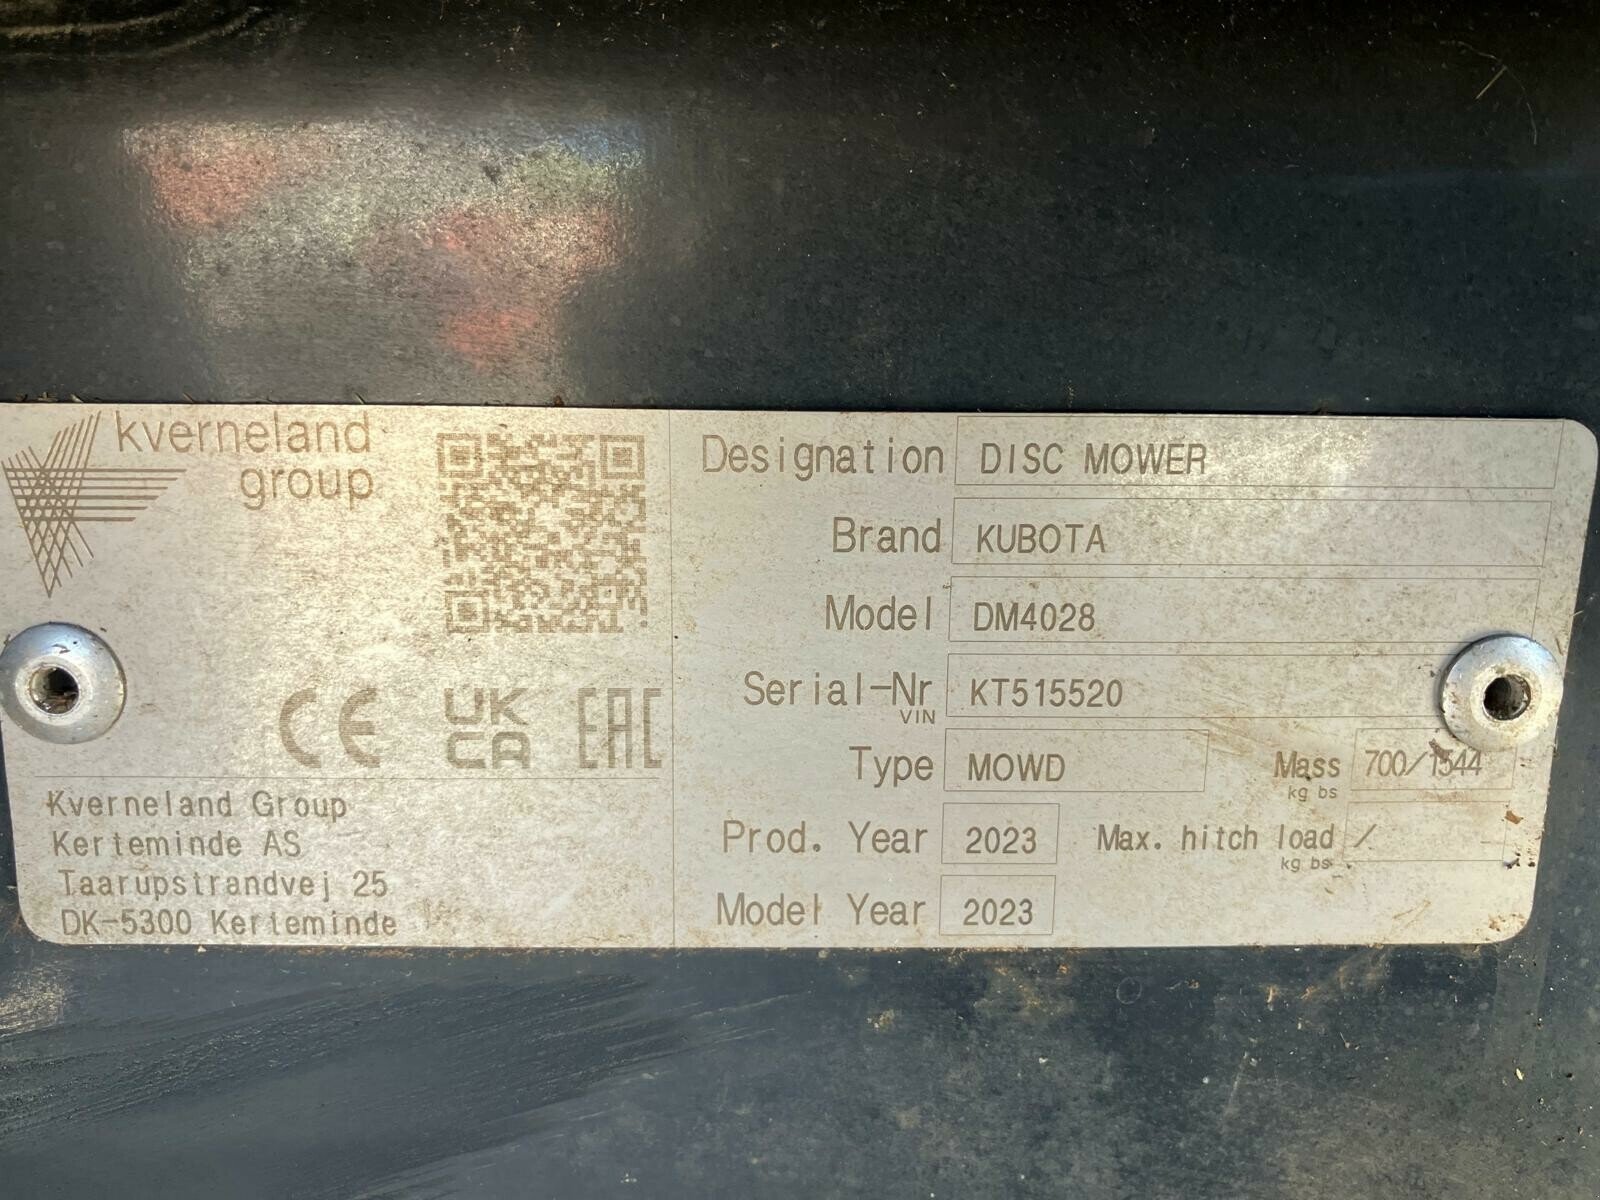 kverneland
group
CE UK CA EAC
Kverneland Group
Kerteminde AS
Taarupstrandvej 25
DK-5300 Kerteminde
Designation DISC MOWER
Brand KUBOTA
Model DM4028
Serial-Nr KT515520
VIN
Type MOWD Mass 700/1544
kg bs
Prod. Year 2023 Max. hitch load /
kg bs
Model Year 2023